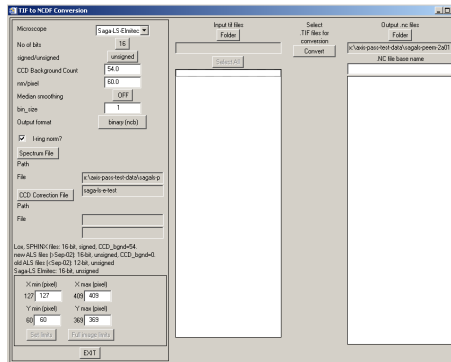 TIF to NCDF Conversion
Microscope
Saga-LS-Elmitec
No of bits
16
signed/unsigned
unsigned
CCD Background Count
54.0
nm/pixel
60.0
Median smoothing
OFF
bin_size
1
Output format
binary (ncb)
I-ring norm?
Spectrum File
Path
File
x:\axis-pass-test-data\sagals-p
CCD Correction File
saga-ls-e-test
Path
File
Lox, SPHINX files: 16-bit, signed, CCD_bgnd=54.
new ALS files (>Sep-02): 16-bit, unsigned, CCD_bgnd=0.
old ALS files (<Sep-02): 12-bit, unsigned
Saga-LS Elmitec: 16-bit, unsigned
X min (pixel)
X max (pixel)
127 127
409 409
Y min (pixel)
Y max (pixel)
60 60
369 369
Set limits
Full image limits
EXIT
Input tif files
Folder
Select All
Select
.TIF files for
conversion
Convert
Output .nc files
Folder
x:\axis-pass-test-data\sagals-peem-2a01
.NC file base name